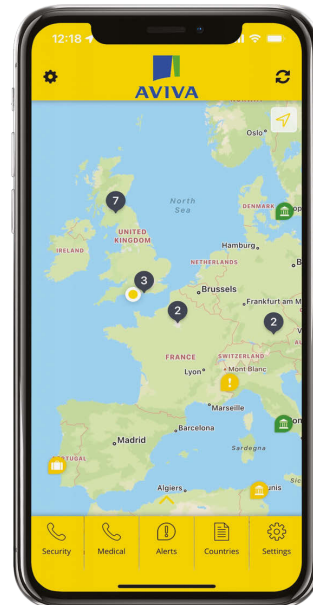 12:18
AVIVA
Oslo
North
Sea
DENMARK
7
UNITED
KINGDOM
IRELAND
Hamburg
NETHERLANDS
3
Brussels
2
Frankfurt am M
2
FRANCE
SWITZERLAND
Lyon
Mont Blanc
Marseille
Barcelona
Madrid
Sardegna
Algiers
Security
Medical
Alerts
Countries
Settings